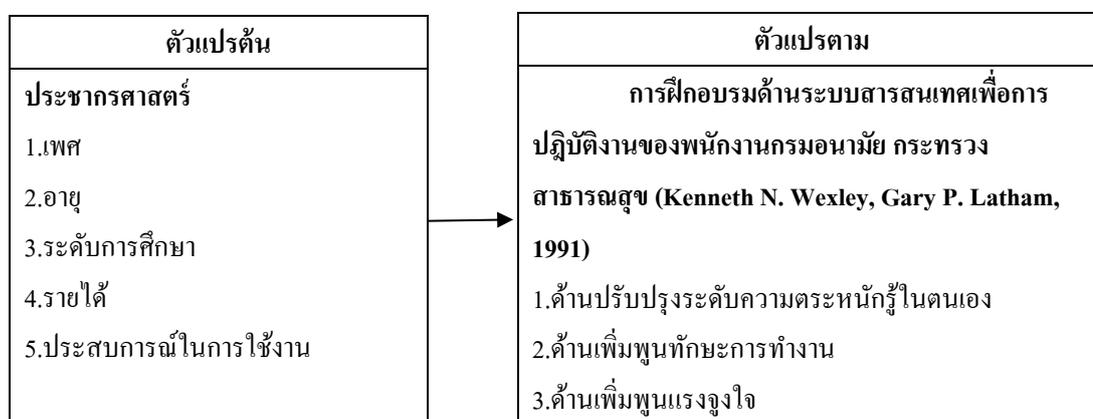 ตัวแปรต้น
ประชากรศาสตร์
1.เพศ
2.อายุ
3.ระดับการศึกษา
4.รายได้
5.ประสบการณ์ในการใช้งาน
ตัวแปรตาม
การฝึกอบรมด้านระบบสารสนเทศเพื่อการ
ปฎิบัติงานของพนักงานกรมอนามัย กระทรวง
สาธารณสุข (Kenneth N. Wexley, Gary P. Latham,
1991)
1.ด้านปรับปรุงระดับความตระหนักรู้ในตนเอง
2.ด้านเพิ่มพูนทักษะการทำงาน
3.ด้านเพิ่มพูนแรงจูงใจ